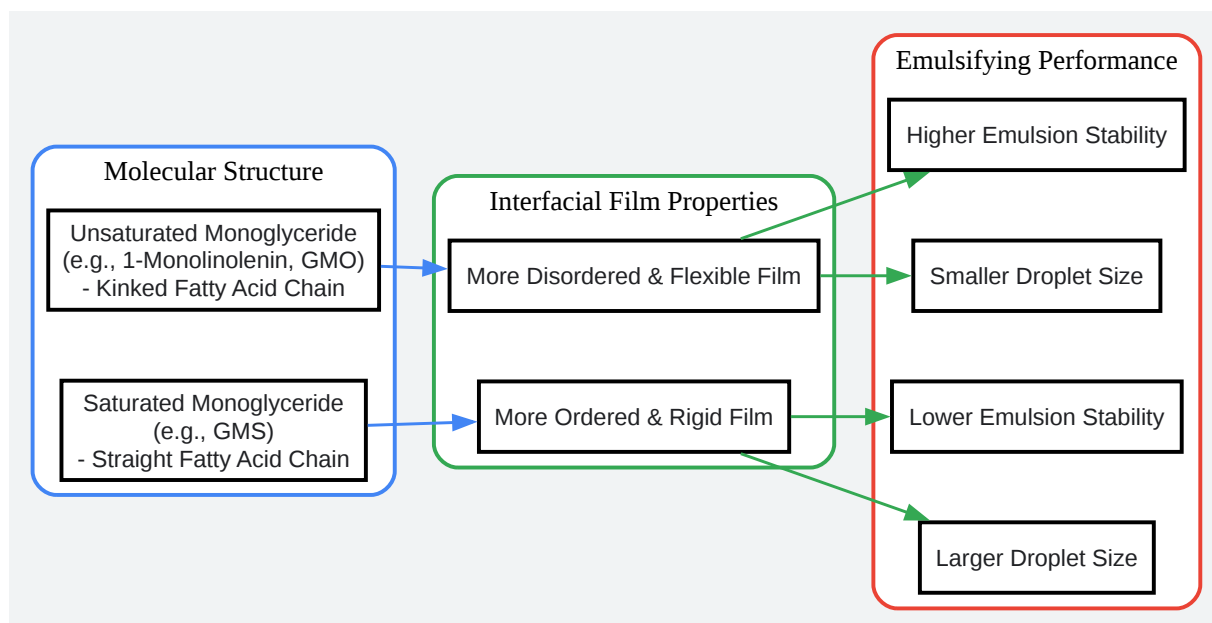 Molecular Structure
Unsaturated Monoglyceride
(e.g., 1-Monolinolenin, GMO)
- Kinked Fatty Acid Chain
Saturated Monoglyceride
(e.g., GMS)
- Straight Fatty Acid Chain
Interfacial Film Properties
More Disordered & Flexible Film
More Ordered & Rigid Film
Emulsifying Performance
Higher Emulsion Stability
Smaller Droplet Size
Lower Emulsion Stability
Larger Droplet Size